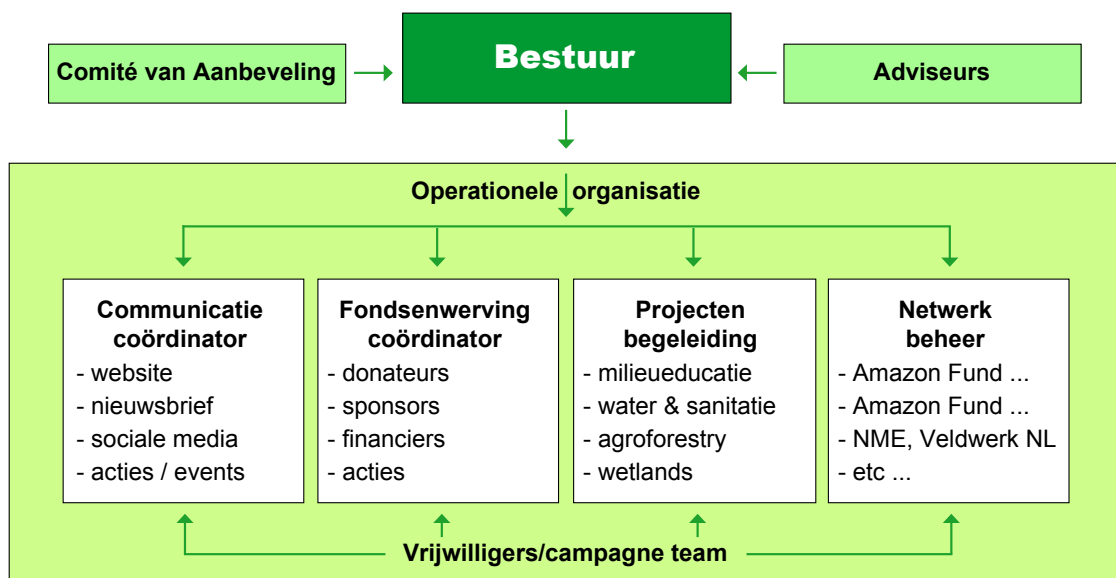 Bestuur
Comité van Aanbeveling
Adviseurs
Operationele organisatie
Communicatie
coördinator
- website
- nieuwsbrief
- sociale media
- acties / events
Fondsenwerving
coördinator
- donateurs
- sponsors
- financiers
- acties
Projecten
begeleiding
- milieueducatie
- water & sanitatie
- agroforestry
- wetlands
Netwerk
beheer
- Amazon Fund ...
- Amazon Fund ...
- NME, Veldwerk NL
- etc ...
Vrijwilligers/campagne team